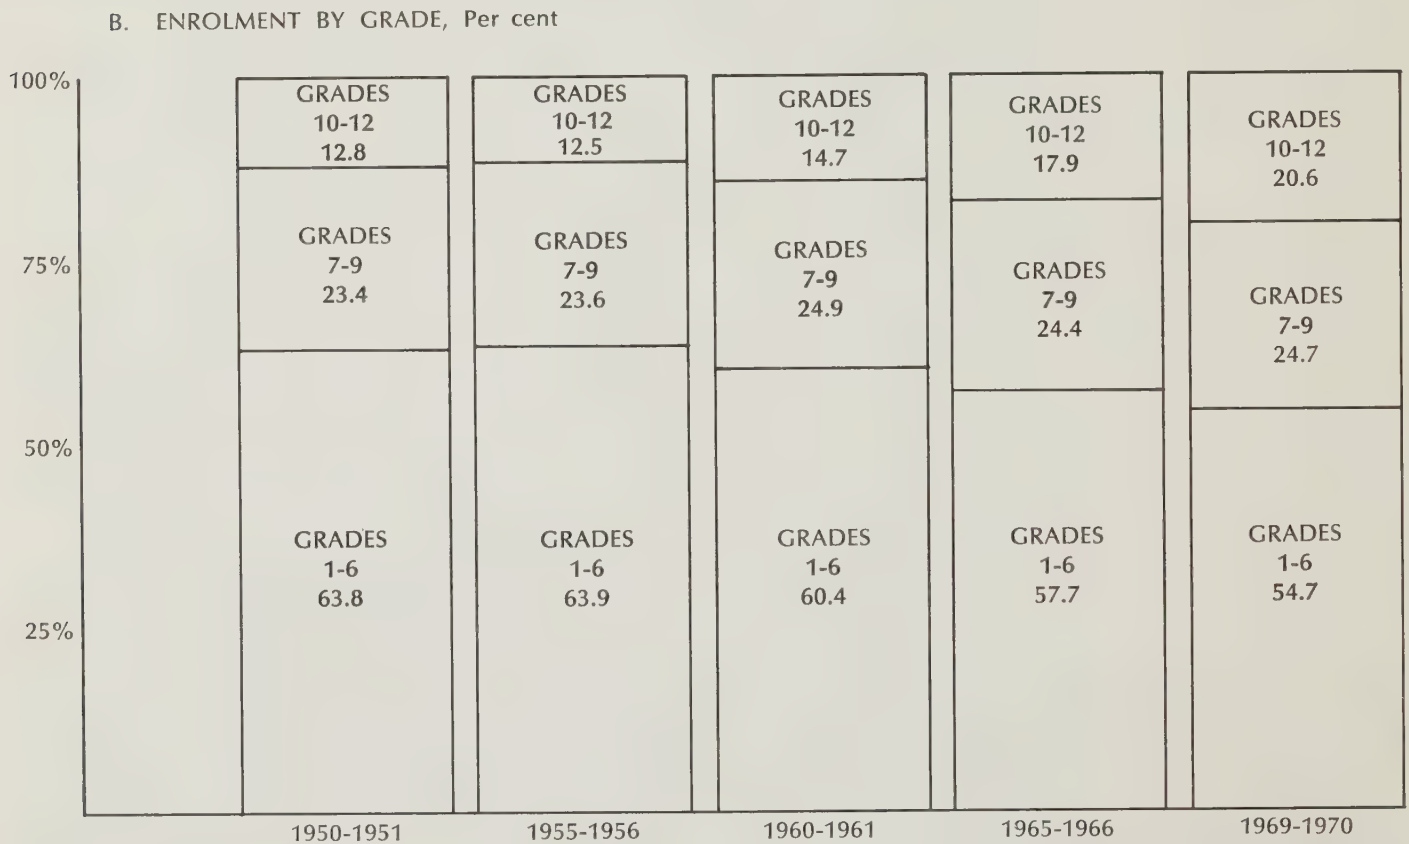 B. ENROLMENT BY GRADE, Per cent
100%
75%
50%
25%
GRADES
10-12
12.8
GRADES
7-9
23.4
GRADES
1-6
63.8
1950-1951
GRADES
10-12
12.5
GRADES
7-9
23.6
GRADES
1-6
63.9
1955-1956
GRADES
10-12
14.7
GRADES
7-9
24.9
GRADES
1-6
60.4
1960-1961
GRADES
10-12
17.9
GRADES
7-9
24.4
GRADES
1-6
57.7
1965-1966
GRADES
10-12
20.6
GRADES
7-9
24.7
GRADES
1-6
54.7
1969-1970